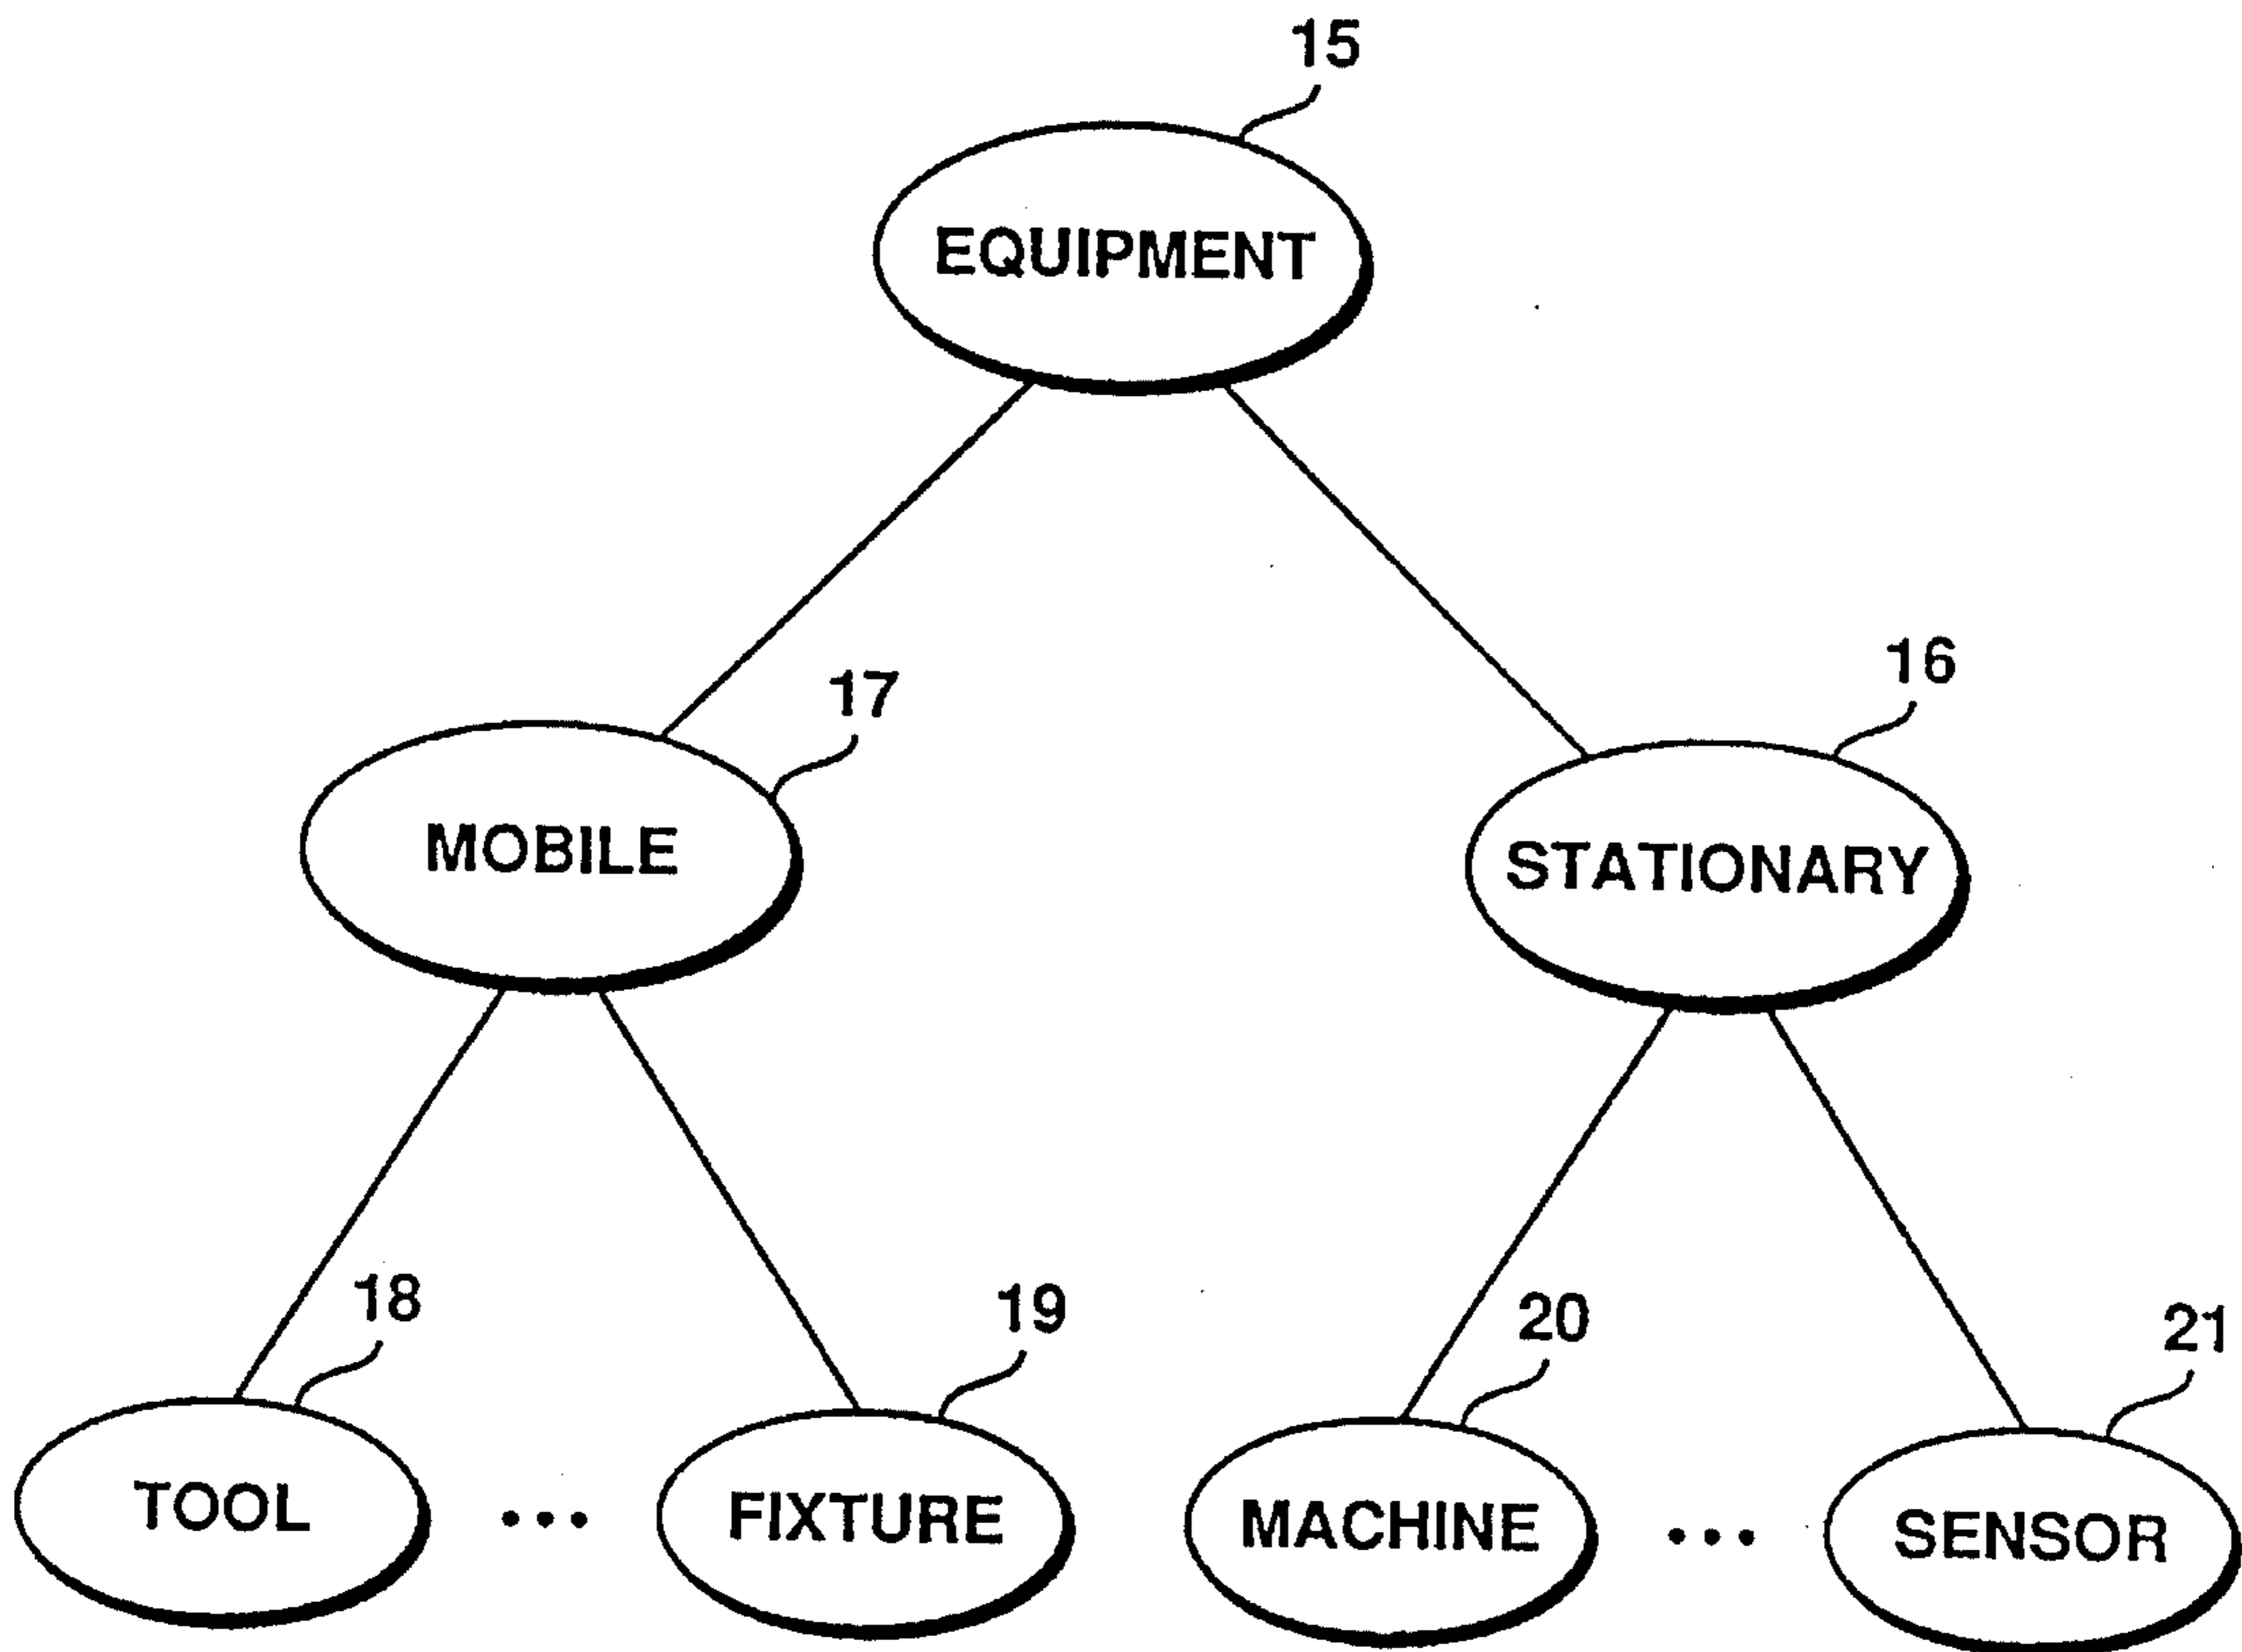 15
EQUIPMENT
17
16
MOBILE
STATIONARY
18
19
20
21
TOOL
...
FIXTURE
MACHINE
...
SENSOR